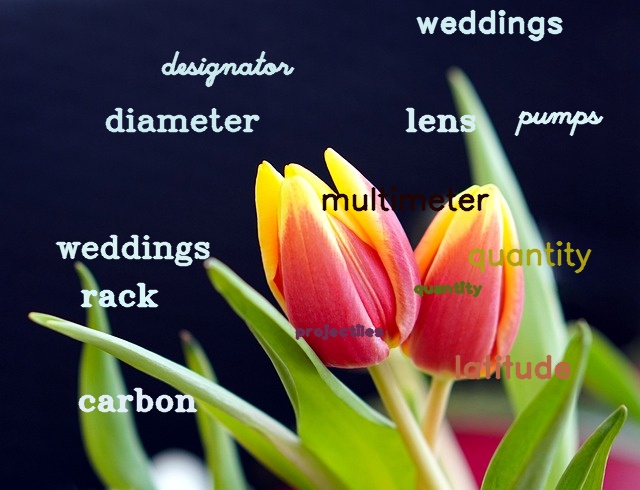 weddings
designator
diameter
lens
pumps
multimeter
weddings
quantity
quantity
rack
projectiles
latitude
carbon